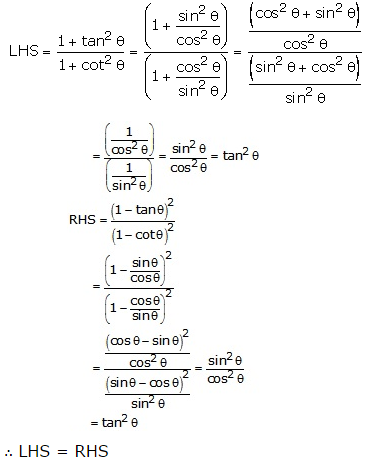 LHS = (1 + tan² θ)/(1 + cot² θ) = (1 + sin² θ/cos² θ)/(1 + cos² θ/sin² θ) = ((cos² θ + sin² θ)/cos² θ)/((sin² θ + cos² θ)/sin² θ)
= (1/cos² θ)/(1/sin² θ) = sin² θ/cos² θ = tan² θ
RHS = (1 − tanθ)²/(1 − cotθ)²
= (1 − sinθ/cosθ)²/(1 − cosθ/sinθ)²
= ((cosθ − sinθ)²/cos² θ)/((sinθ − cosθ)²/sin² θ) = sin² θ/cos² θ
= tan² θ
∴ LHS = RHS